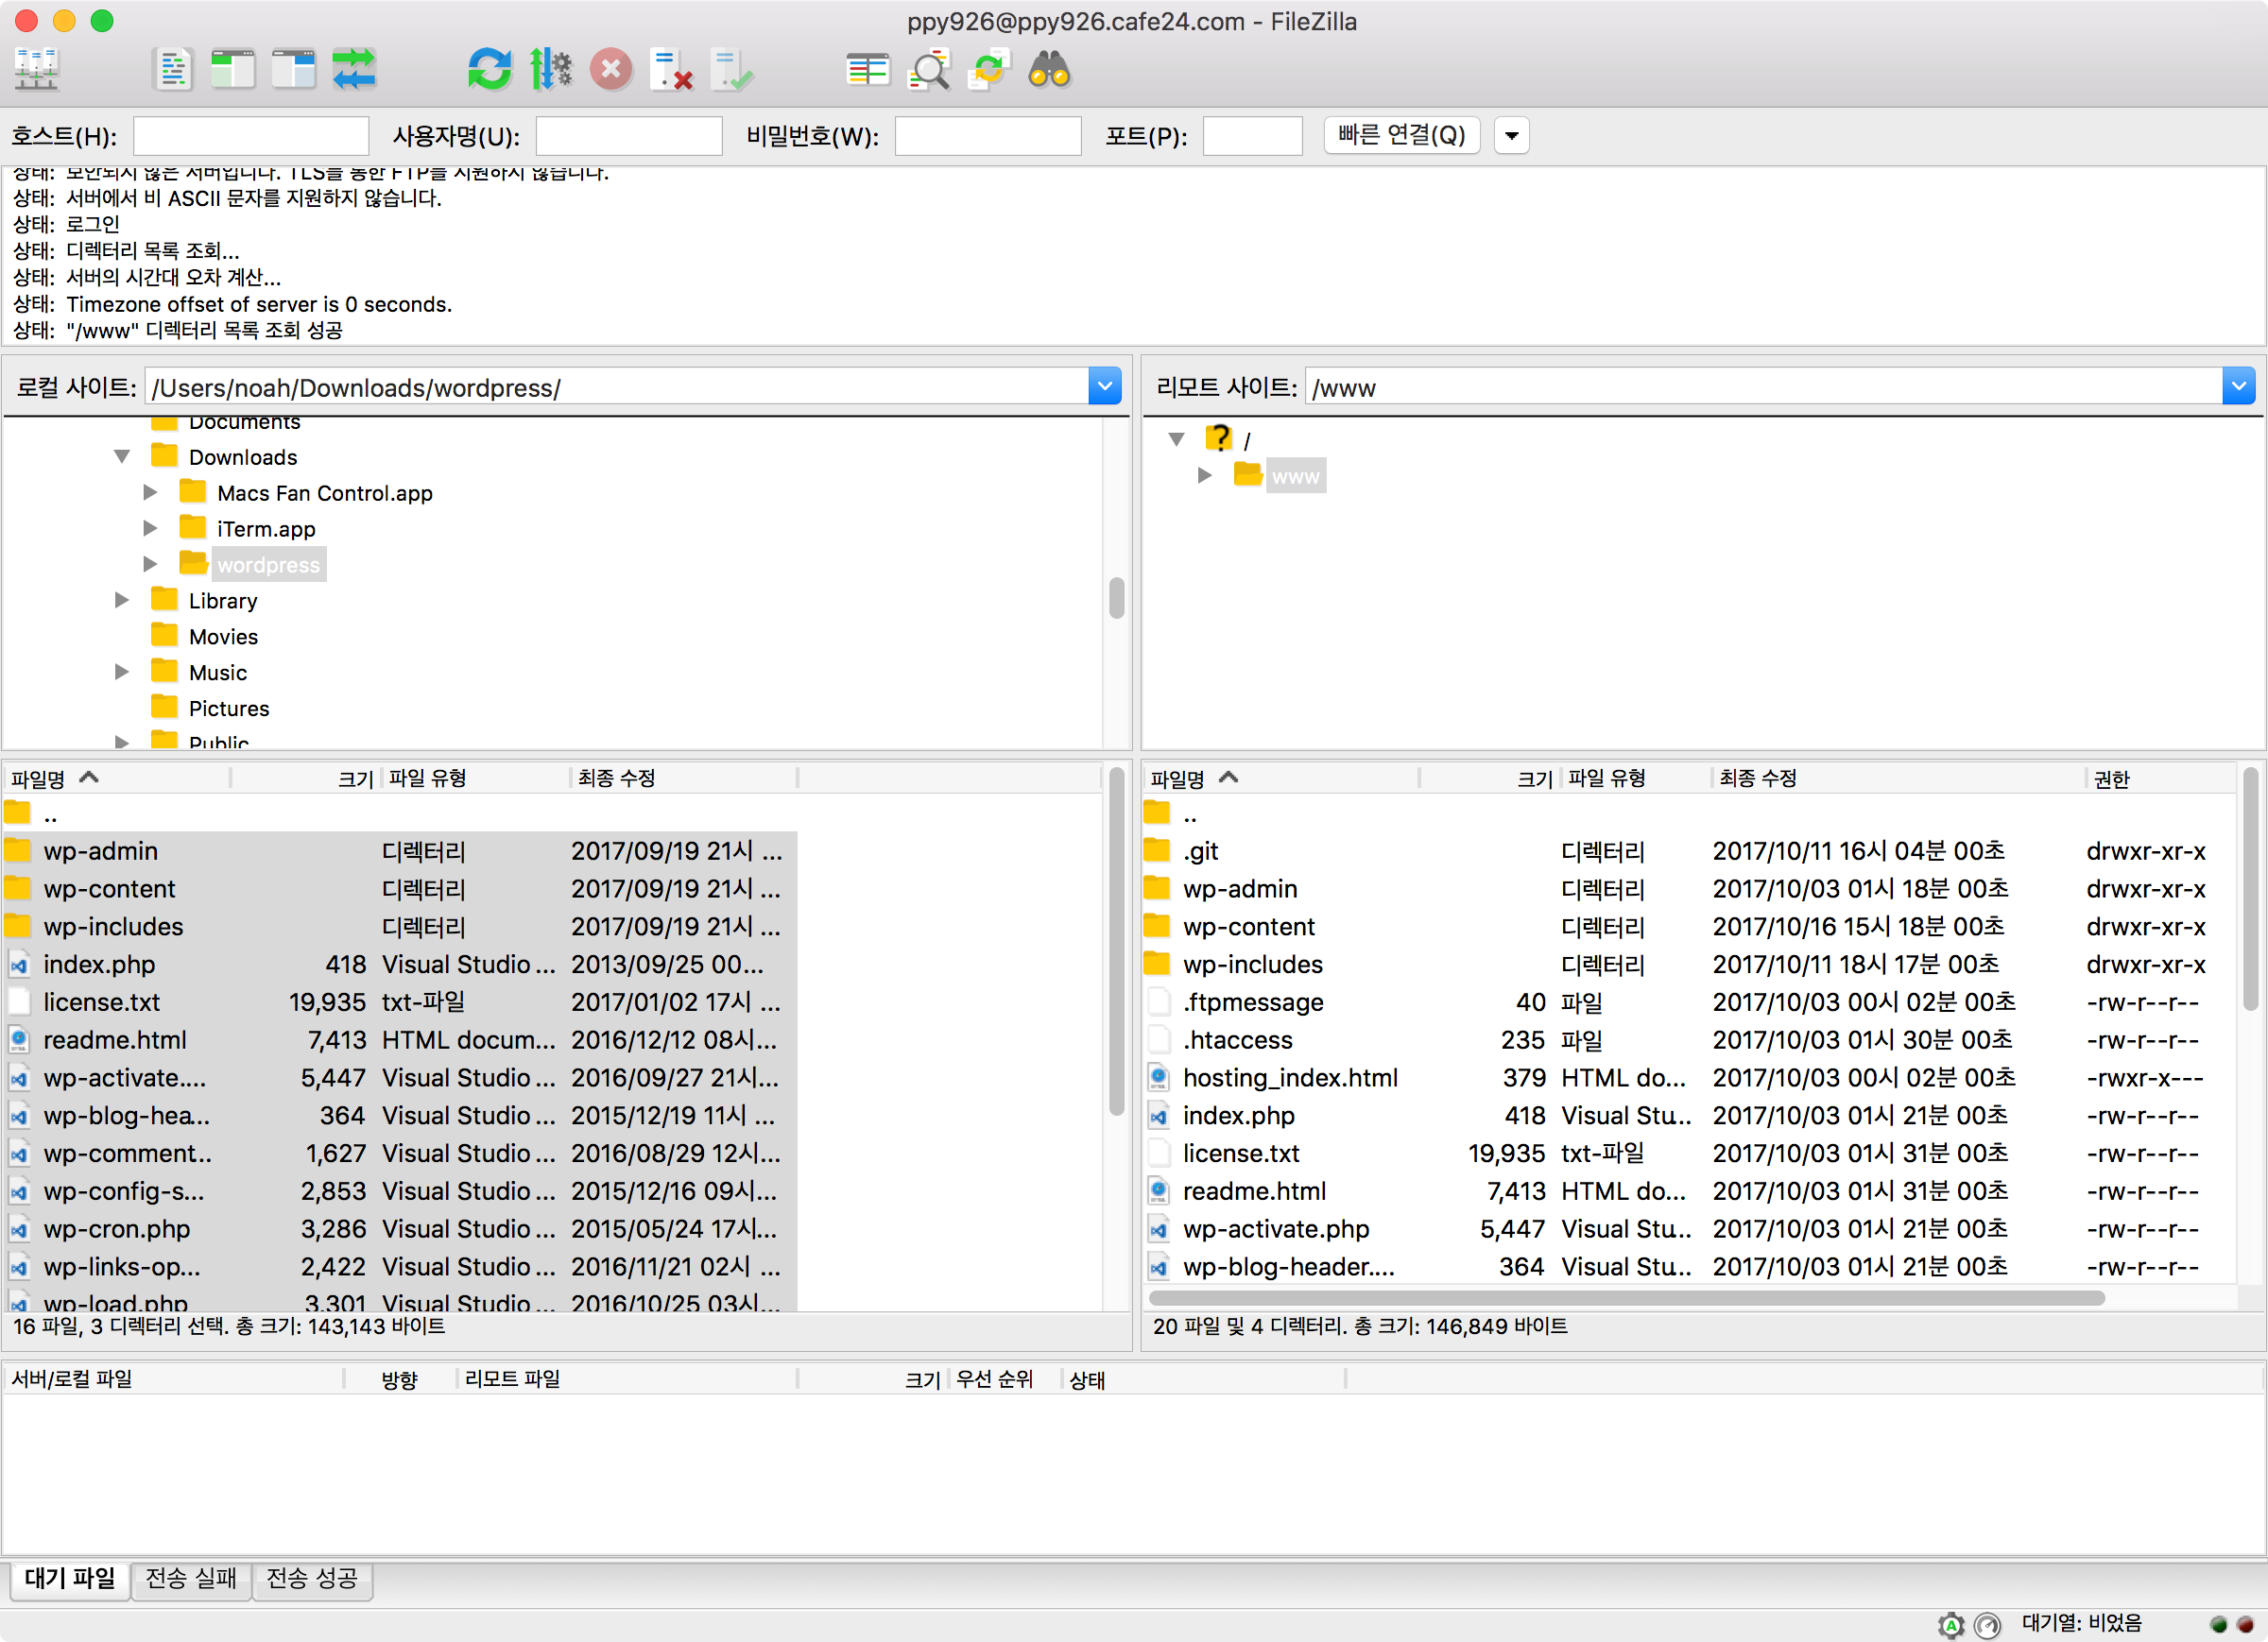 ppy926@ppy926.cafe24.com - FileZilla
호스트(H): 사용자명(U): 비밀번호(W): 포트(P): 빠른 연결(Q)
상태: 보안되지 않은 서버입니다. TLS를 통한 FTP를 지원하지 않습니다.
상태: 서버에서 비 ASCII 문자를 지원하지 않습니다.
상태: 로그인
상태: 디렉터리 목록 조회...
상태: 서버의 시간대 오차 계산...
상태: Timezone offset of server is 0 seconds.
상태: "/www" 디렉터리 목록 조회 성공
로컬 사이트: /Users/noah/Downloads/wordpress/
Documents
Downloads
Macs Fan Control.app
iTerm.app
wordpress
Library
Movies
Music
Pictures
Public
리모트 사이트: /www
/
www
파일명 크기 파일 유형 최종 수정
..
wp-admin 디렉터리 2017/09/19 21시 ...
wp-content 디렉터리 2017/09/19 21시 ...
wp-includes 디렉터리 2017/09/19 21시 ...
index.php 418 Visual Studio ... 2013/09/25 00...
license.txt 19,935 txt-파일 2017/01/02 17시 ...
readme.html 7,413 HTML docum... 2016/12/12 08시...
wp-activate.... 5,447 Visual Studio ... 2016/09/27 21시...
wp-blog-hea... 364 Visual Studio ... 2015/12/19 11시 ...
wp-comment... 1,627 Visual Studio ... 2016/08/29 12시...
wp-config-s... 2,853 Visual Studio ... 2015/12/16 09시...
wp-cron.php 3,286 Visual Studio ... 2015/05/24 17시...
wp-links-op... 2,422 Visual Studio ... 2016/11/21 02시 ...
wp-load.php 3,301 Visual Studio ... 2016/10/25 03시...
16 파일, 3 디렉터리 선택. 총 크기: 143,143 바이트
파일명 크기 파일 유형 최종 수정 권한
..
.git 디렉터리 2017/10/11 16시 04분 00초 drwxr-xr-x
wp-admin 디렉터리 2017/10/03 01시 18분 00초 drwxr-xr-x
wp-content 디렉터리 2017/10/16 15시 18분 00초 drwxr-xr-x
wp-includes 디렉터리 2017/10/11 18시 17분 00초 drwxr-xr-x
.ftpmessage 40 파일 2017/10/03 00시 02분 00초 -rw-r--r--
.htaccess 235 파일 2017/10/03 01시 30분 00초 -rw-r--r--
hosting_index.html 379 HTML do... 2017/10/03 00시 02분 00초 -rwxr-x---
index.php 418 Visual Stu... 2017/10/03 01시 21분 00초 -rw-r--r--
license.txt 19,935 txt-파일 2017/10/03 01시 31분 00초 -rw-r--r--
readme.html 7,413 HTML do... 2017/10/03 01시 31분 00초 -rw-r--r--
wp-activate.php 5,447 Visual Stu... 2017/10/03 01시 21분 00초 -rw-r--r--
wp-blog-header.... 364 Visual Stu... 2017/10/03 01시 21분 00초 -rw-r--r--
20 파일 및 4 디렉터리. 총 크기: 146,849 바이트
서버/로컬 파일 방향 리모트 파일 크기 우선 순위 상태
대기 파일 전송 실패 전송 성공
대기열: 비었음